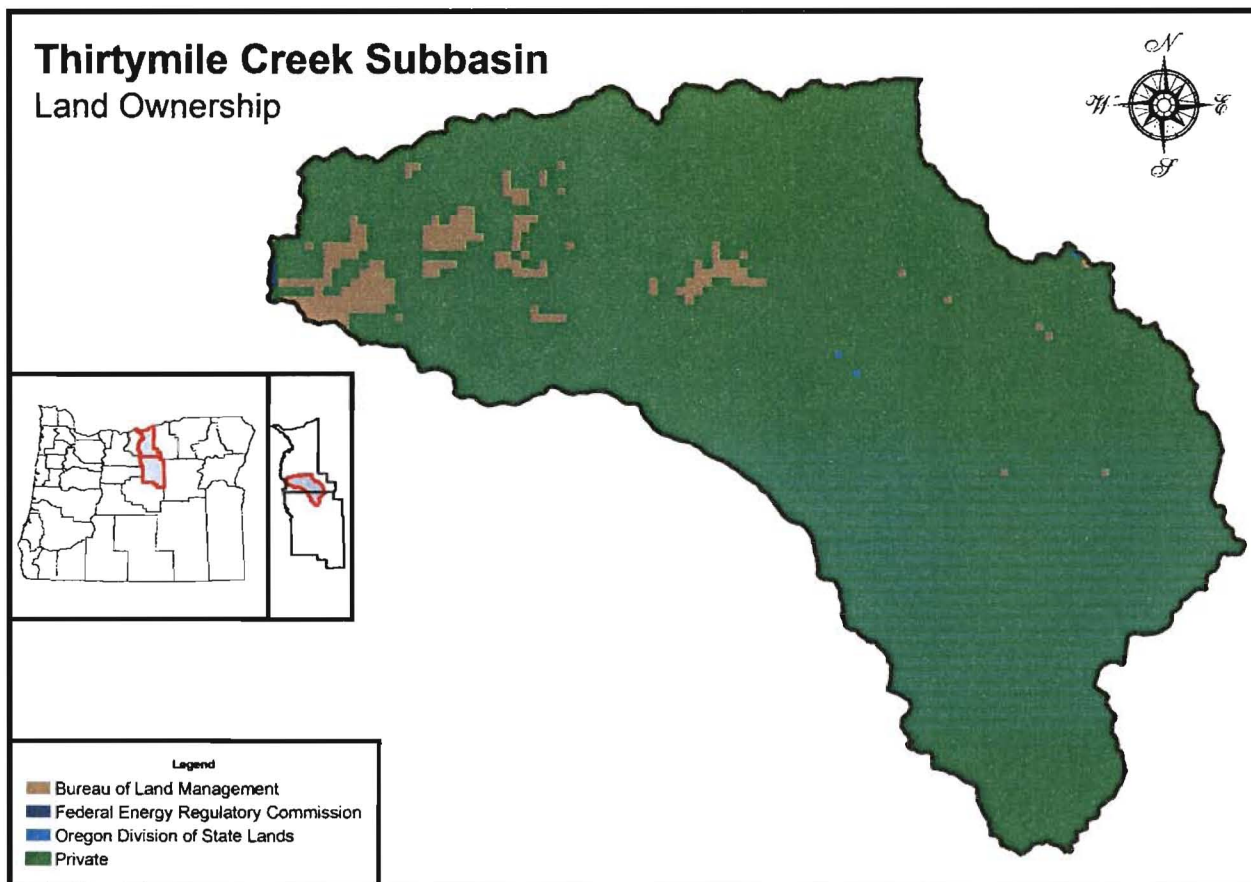 Thirtymile Creek Subbasin
Land Ownership
N
W
E
S
Legend
Bureau of Land Management
Federal Energy Regulatory Commission
Oregon Division of State Lands
Private